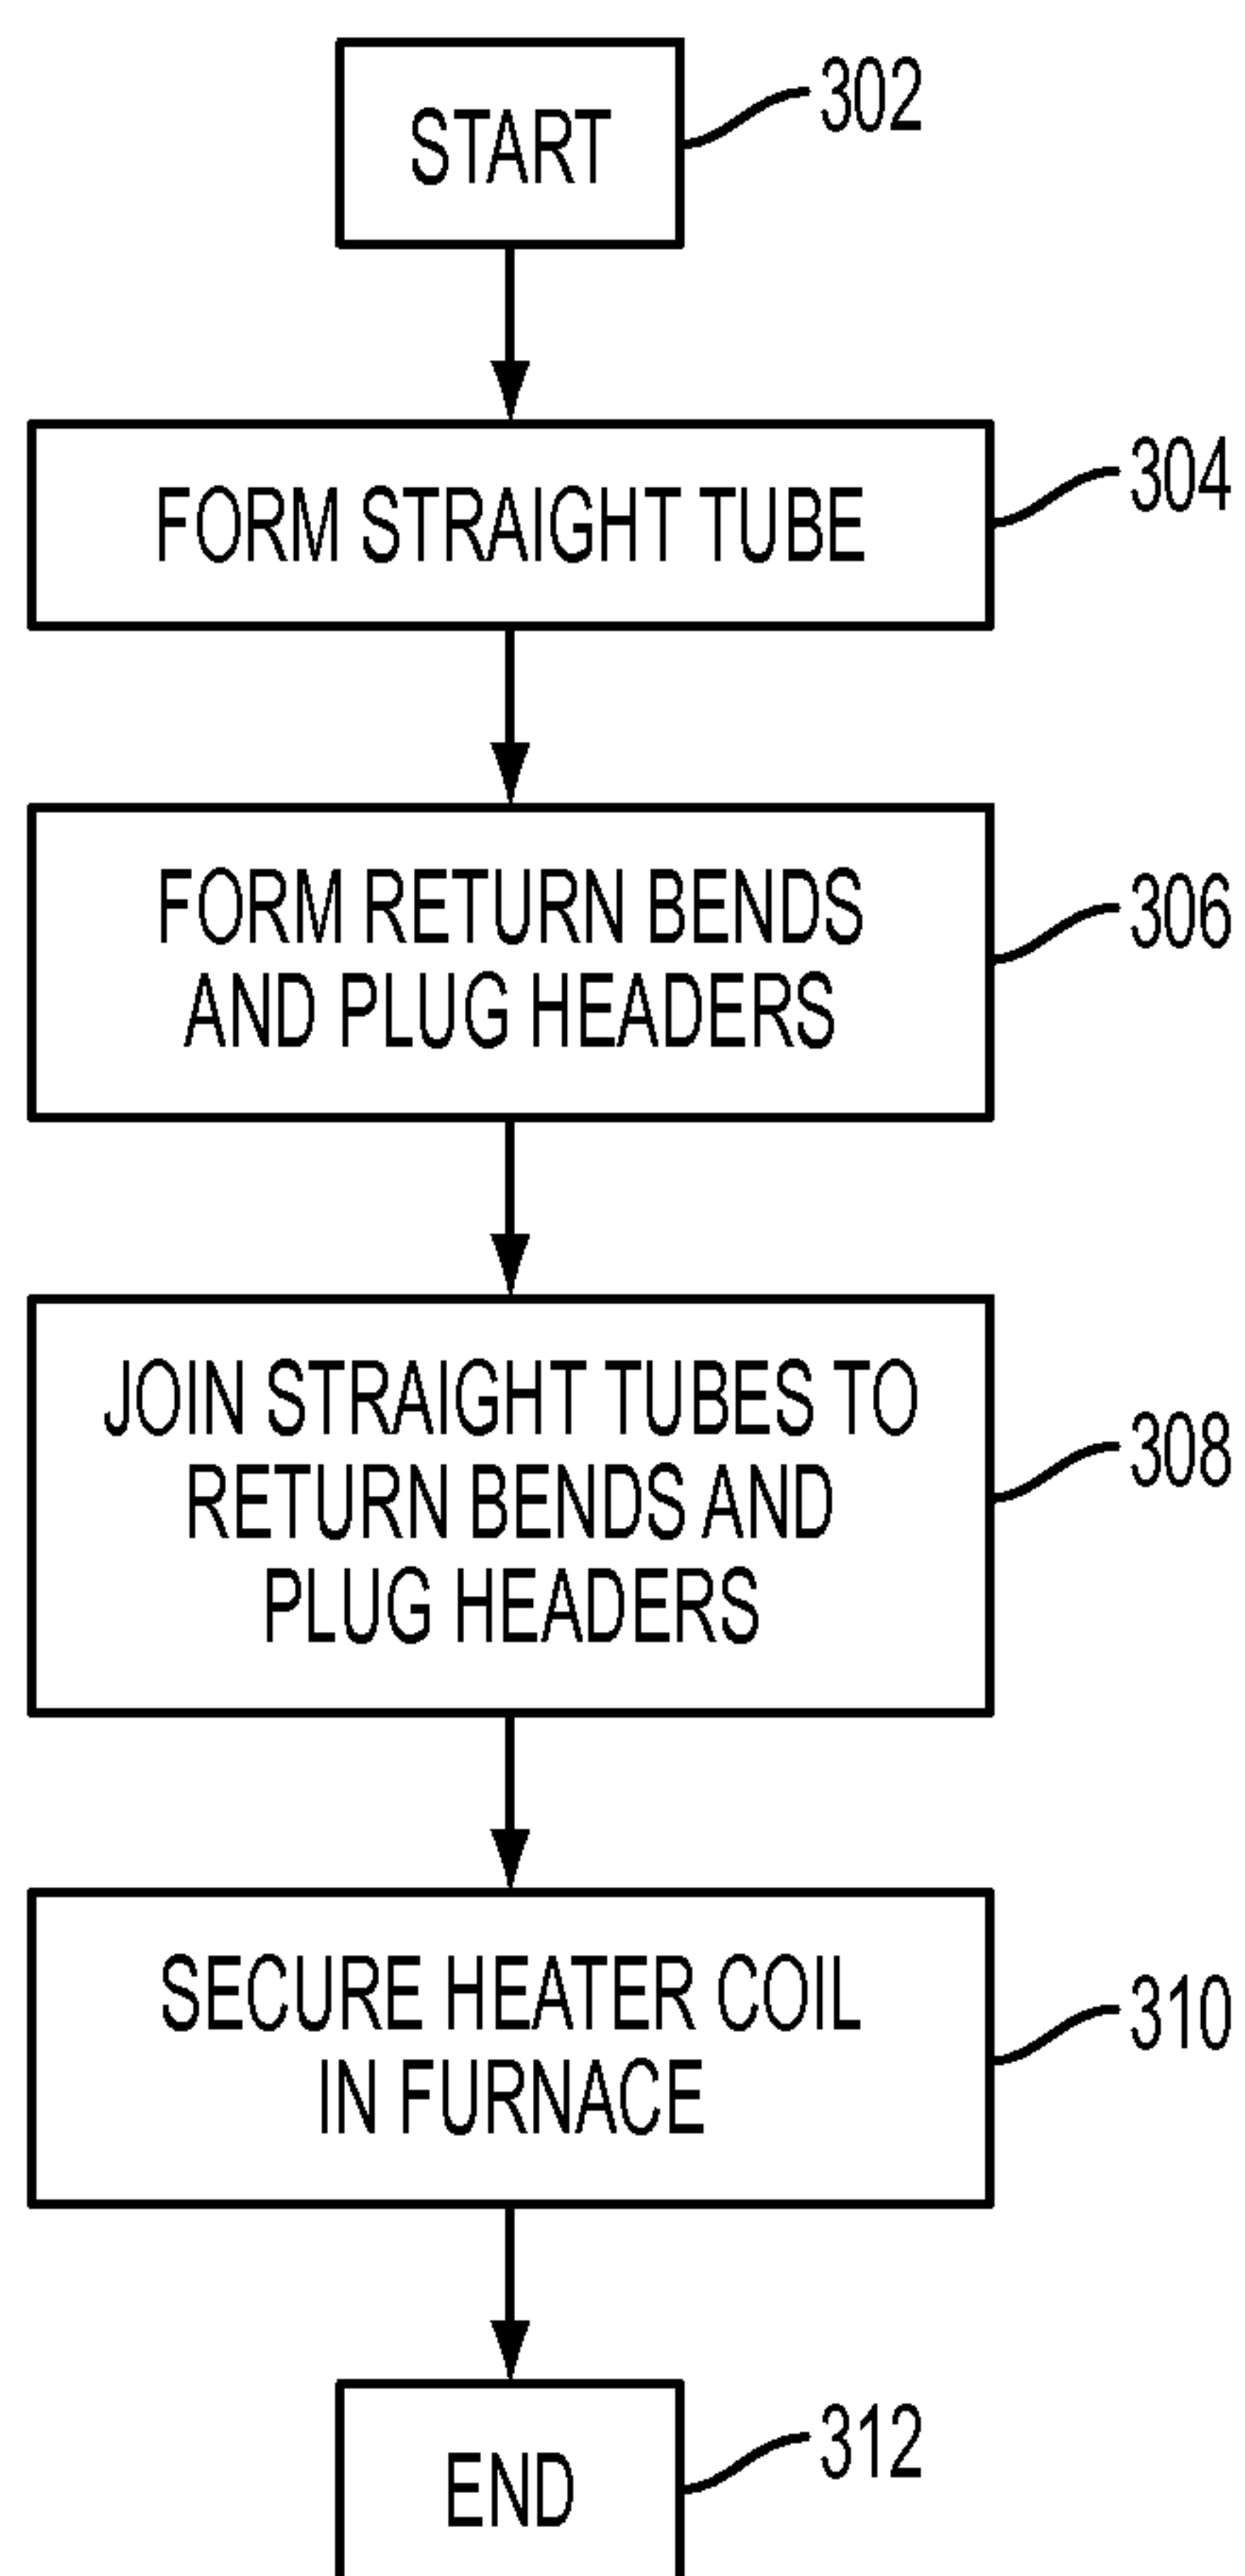 START
302
FORM STRAIGHT TUBE
304
FORM RETURN BENDS
AND PLUG HEADERS
306
JOIN STRAIGHT TUBES TO
RETURN BENDS AND
PLUG HEADERS
308
SECURE HEATER COIL
IN FURNACE
310
END
312